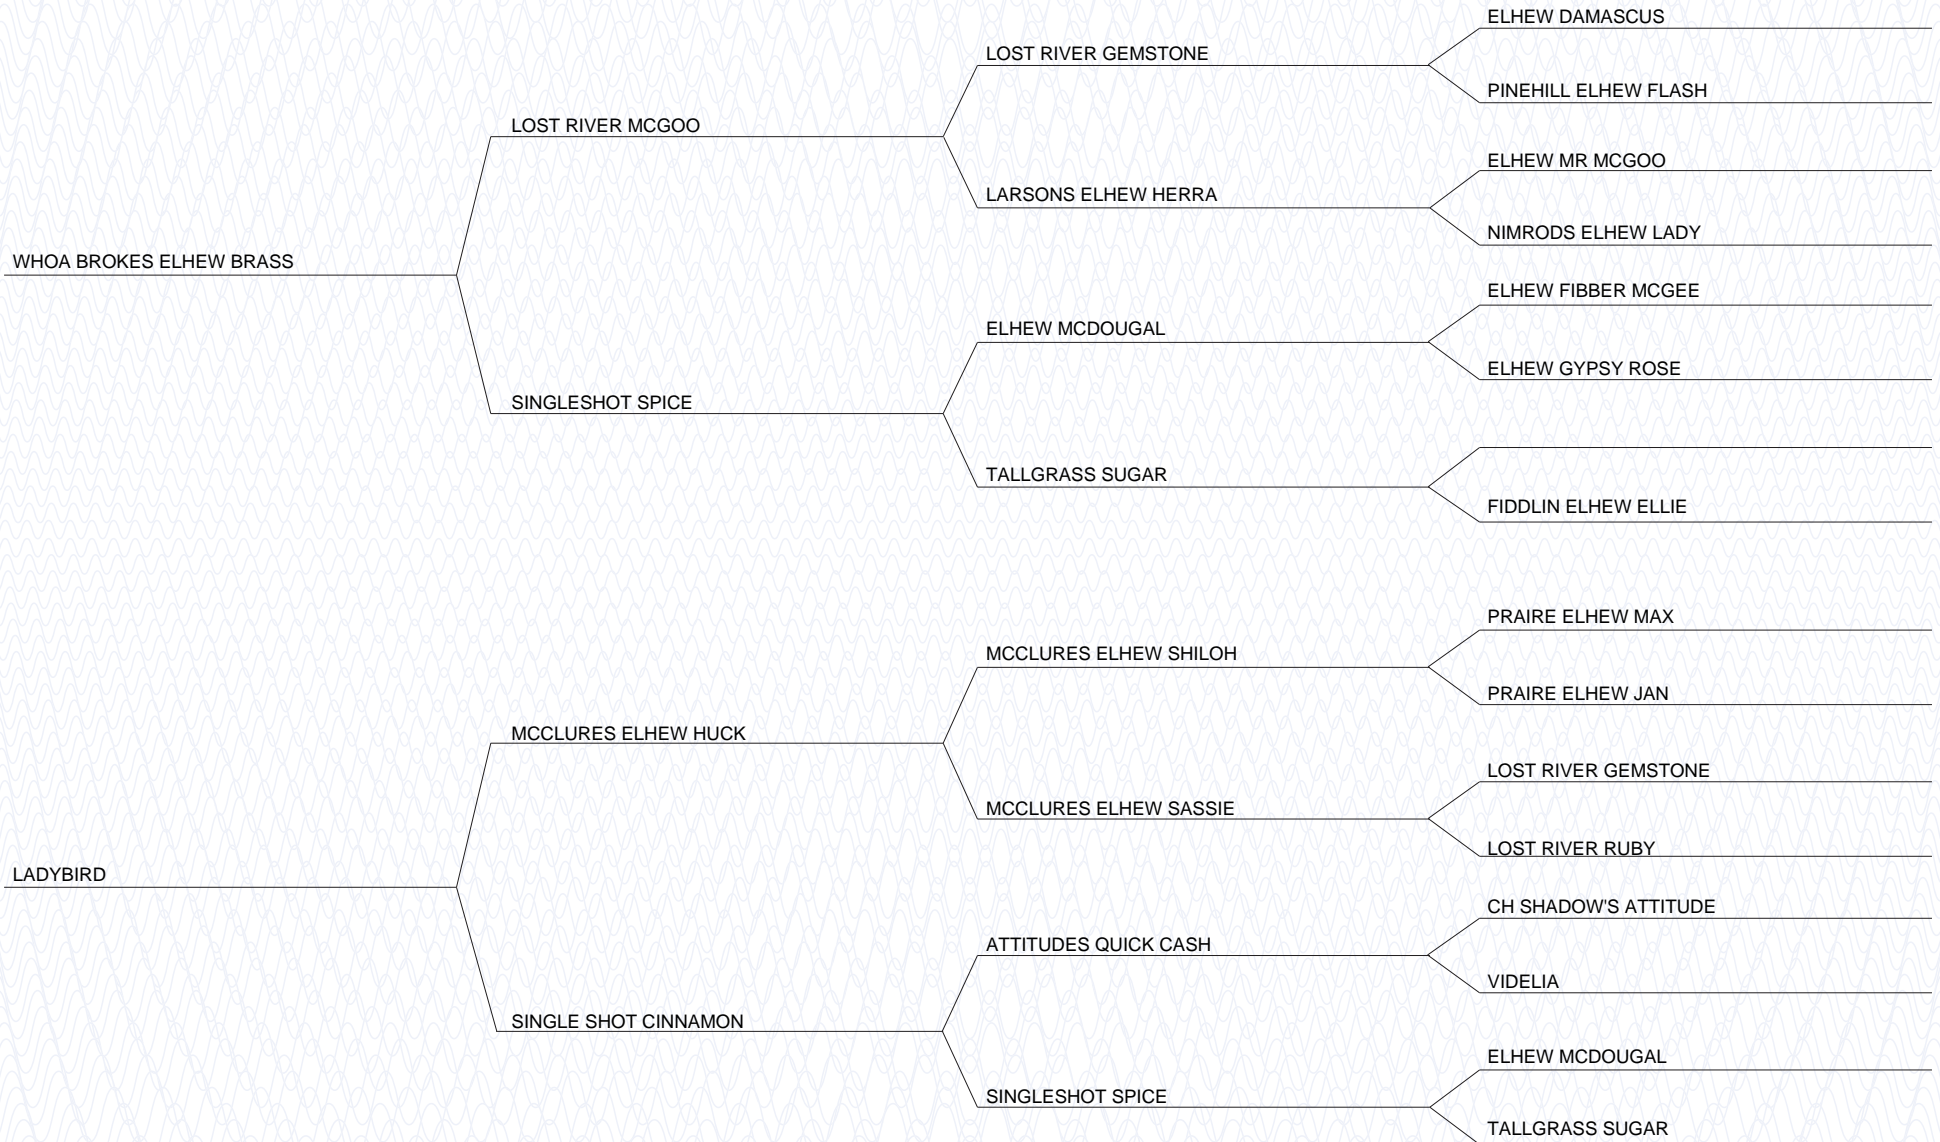 ELHEW DAMASCUS
LOST RIVER GEMSTONE
PINEHILL ELHEW FLASH
LOST RIVER MCGOO
ELHEW MR MCGOO
LARSONS ELHEW HERRA
NIMRODS ELHEW LADY
WHOA BROKES ELHEW BRASS
ELHEW FIBBER MCGEE
ELHEW MCDOUGAL
ELHEW GYPSY ROSE
SINGLESHOT SPICE
TALLGRASS SUGAR
FIDDLIN ELHEW ELLIE
PRAIRE ELHEW MAX
MCCLURES ELHEW SHILOH
PRAIRE ELHEW JAN
MCCLURES ELHEW HUCK
LOST RIVER GEMSTONE
MCCLURES ELHEW SASSIE
LOST RIVER RUBY
LADYBIRD
CH SHADOW'S ATTITUDE
ATTITUDES QUICK CASH
VIDELIA
SINGLE SHOT CINNAMON
ELHEW MCDOUGAL
SINGLESHOT SPICE
TALLGRASS SUGAR